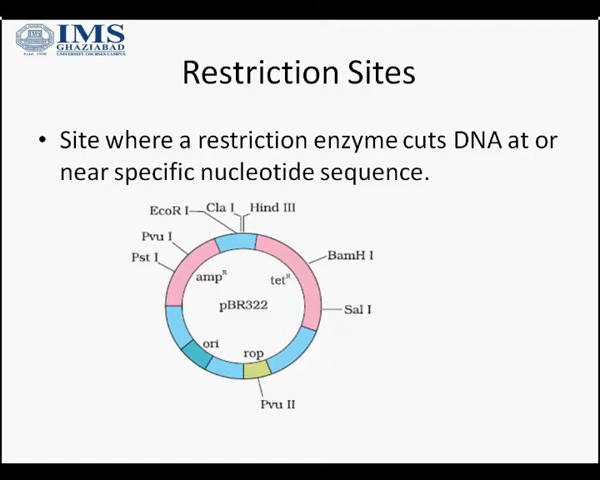 IMS
GHAZIABAD
UNIVERSITY COURSES CAMPUS
Restriction Sites
• Site where a restriction enzyme cuts DNA at or
near specific nucleotide sequence.
EcoR I
Cla I
Hind III
Pvu I
Pst I
BamH I
amp^R
tet^R
pBR322
Sal I
ori
rop
Pvu II